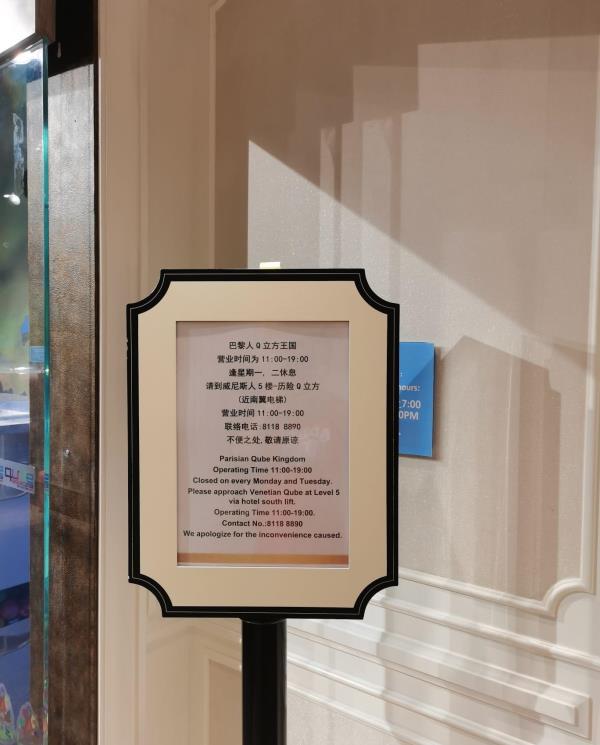 巴黎人 Q 立方王国
营业时间为 11:00-19:00
逢星期一, 二休息
请到威尼斯人 5 楼-历险 Q 立方
(近南翼电梯)
营业时间 11:00-19:00
联络电话:8118 8890
不便之处,敬请原谅
Parisian Qube Kingdom
Operating Time 11:00-19:00
Closed on every Monday and Tuesday.
Please approach Venetian Qube at Level 5
via hotel south lift.
Operating Time 11:00-19:00.
Contact No.:8118 8890
We apologize for the inconvenience caused.
hours:
7:00
0PM